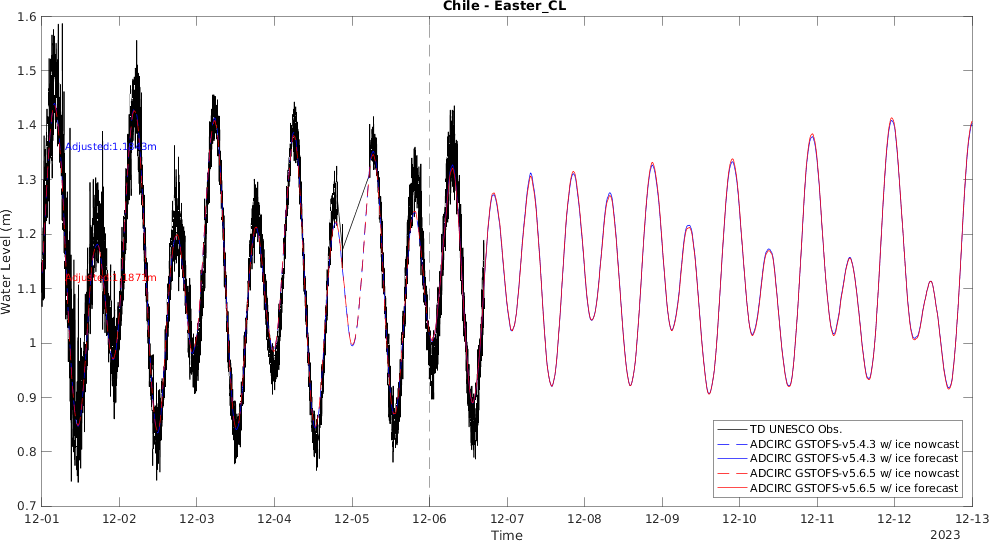 Chile - Easter_CL
1.6
1.5
1.4
1.3
1.2
1.1
1
0.9
0.8
0.7
Water Level (m)
Adjusted:1.1871m
12-01
12-02
12-03
12-04
12-05
12-06
12-07
12-08
12-09
12-10
12-11
12-12
12-13
Time
2023
TD UNESCO Obs.
ADCIRC GSTOFS-v5.4.3 w/ ice nowcast
ADCIRC GSTOFS-v5.4.3 w/ ice forecast
ADCIRC GSTOFS-v5.6.5 w/ ice nowcast
ADCIRC GSTOFS-v5.6.5 w/ ice forecast